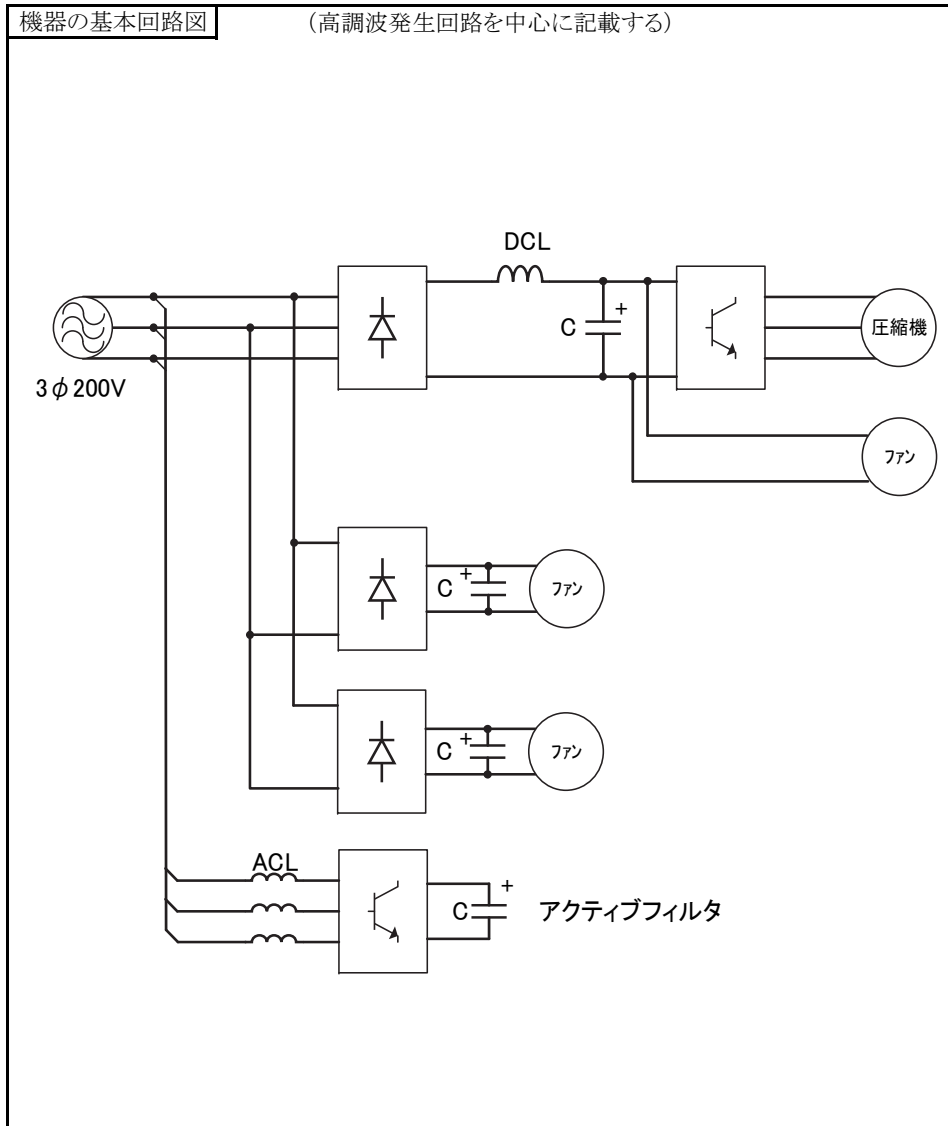 機器の基本回路図
(高調波発生回路を中心に記載する)
DCL
C
+
圧縮機
3φ200V
ファン
C
+
ファン
C
+
ファン
ACL
C
+
アクティブフィルタ